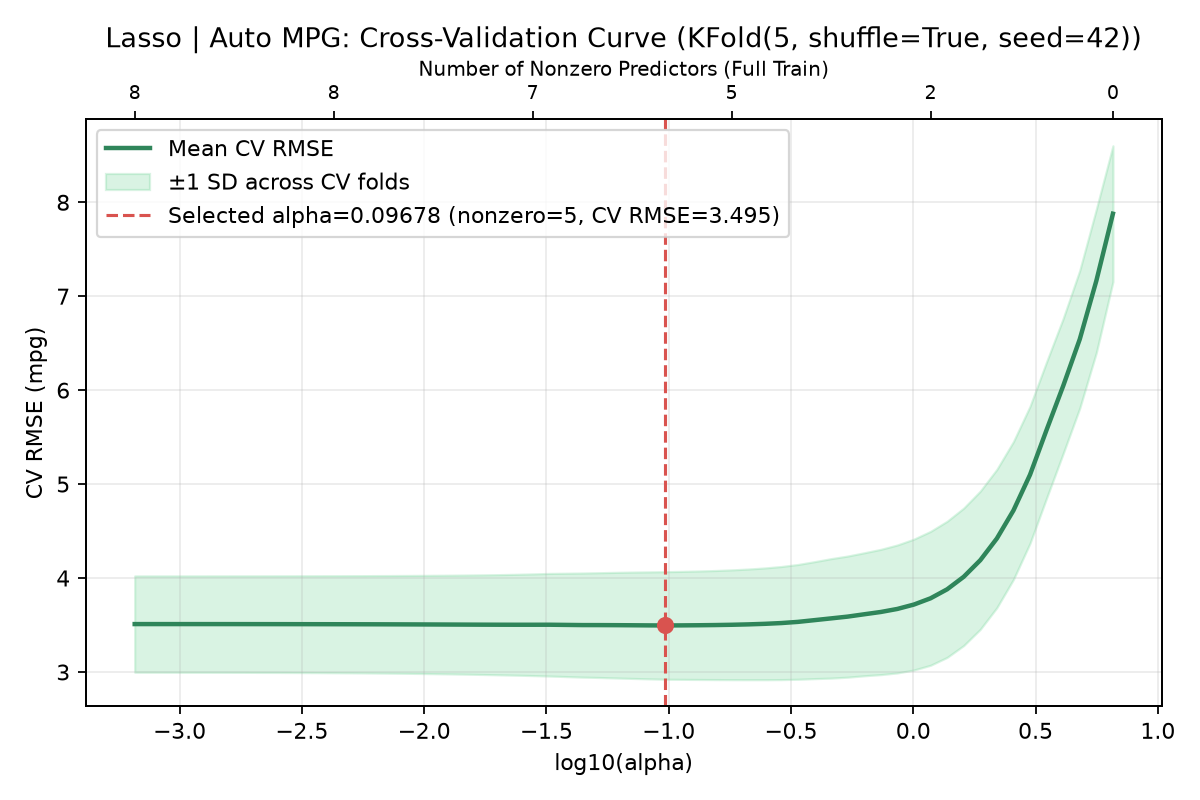 Lasso | Auto MPG: Cross-Validation Curve (KFold(5, shuffle=True, seed=42))
Number of Nonzero Predictors (Full Train)
8 8 7 5 2 0
Mean CV RMSE
±1 SD across CV folds
Selected alpha=0.09678 (nonzero=5, CV RMSE=3.495)
CV RMSE (mpg)
8
7
6
5
4
3
−3.0 −2.5 −2.0 −1.5 −1.0 −0.5 0.0 0.5 1.0
log10(alpha)